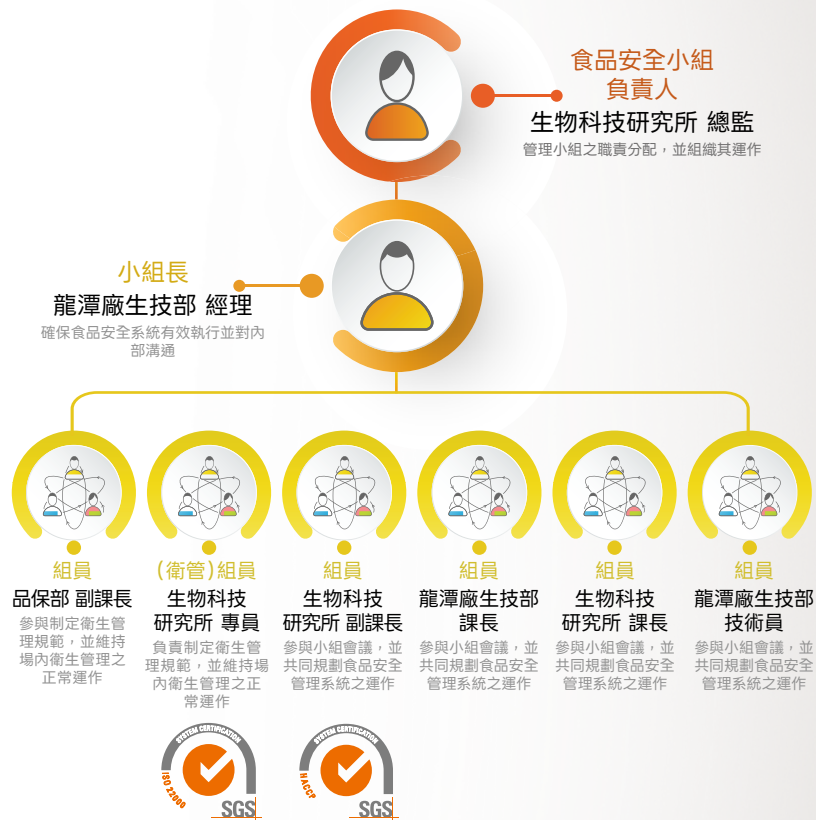 食品安全小組
負責人
生物科技研究所 總監
管理小組之職責分配，並組織其運作
小組長
龍潭廠生技部 經理
確保食品安全系統有效執行並對內
部溝通
組員
品保部 副課長
參與制定衛生管
理規範，並維持
場內衛生管理之
正常運作
(衛管)組員
生物科技
研究所 專員
負責制定衛生管
理規範，並維持場
內衛生管理之正
常運作
組員
生物科技
研究所 副課長
參與小組會議，並
共同規劃食品安全
管理系統之運作
組員
龍潭廠生技部
課長
參與小組會議，並
共同規劃食品安全
管理系統之運作
組員
生物科技
研究所 課長
參與小組會議，並
共同規劃食品安全
管理系統之運作
組員
龍潭廠生技部
技術員
參與小組會議，並
共同規劃食品安全
管理系統之運作
SYSTEM CERTIFICATION
ISO 22000
SGS
SYSTEM CERTIFICATION
HACCP
SGS